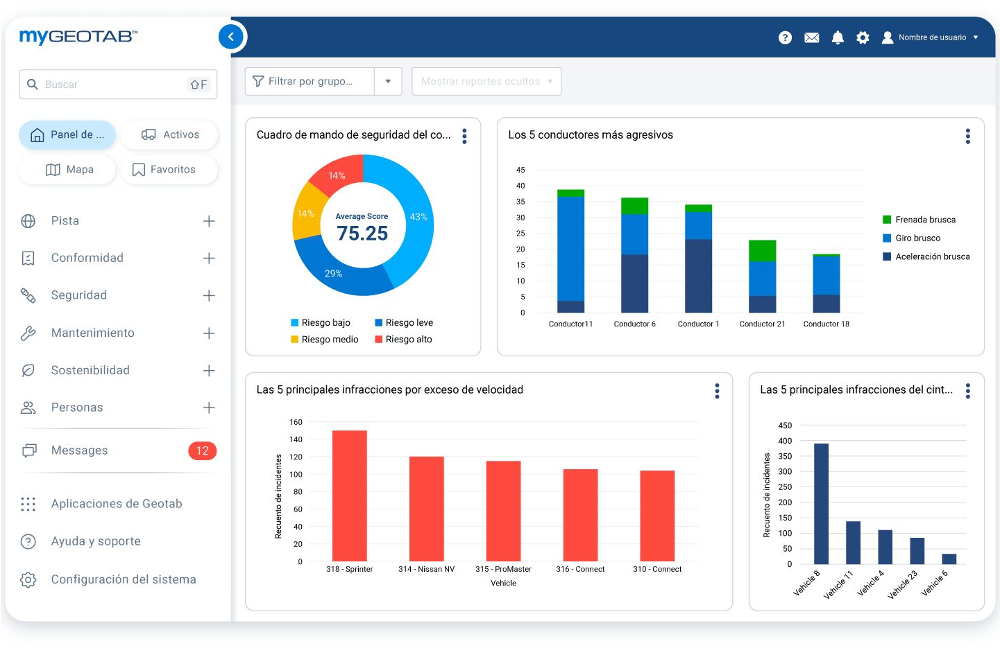 myGEOTAB™
Nombre de usuario
Buscar
F
Filtrar por grupo...
Mostrar reportes ocultos
Panel de ...
Activos
Mapa
Favoritos
Pista
Conformidad
Seguridad
Mantenimiento
Sostenibilidad
Personas
Messages
12
Aplicaciones de Geotab
Ayuda y soporte
Configuración del sistema
Cuadro de mando de seguridad del co...
14%
14%
43%
29%
Average Score
75.25
Riesgo bajo
Riesgo leve
Riesgo medio
Riesgo alto
Los 5 conductores más agresivos
45
40
35
30
25
20
15
10
5
0
Conductor11
Conductor 6
Conductor 1
Conductor 21
Conductor 18
Frenada brusca
Giro brusco
Aceleración brusca
Las 5 principales infracciones por exceso de velocidad
Recuento de incidentes
160
140
120
100
80
60
40
20
0
318 - Sprinter
314 - Nissan NV
315 - ProMaster
316 - Connect
310 - Connect
Vehicle
Las 5 principales infracciones del cint...
Recuento de incidentes
450
400
350
300
250
200
150
100
50
0
Vehicle 8
Vehicle 11
Vehicle 4
Vehicle 23
Vehicle 6